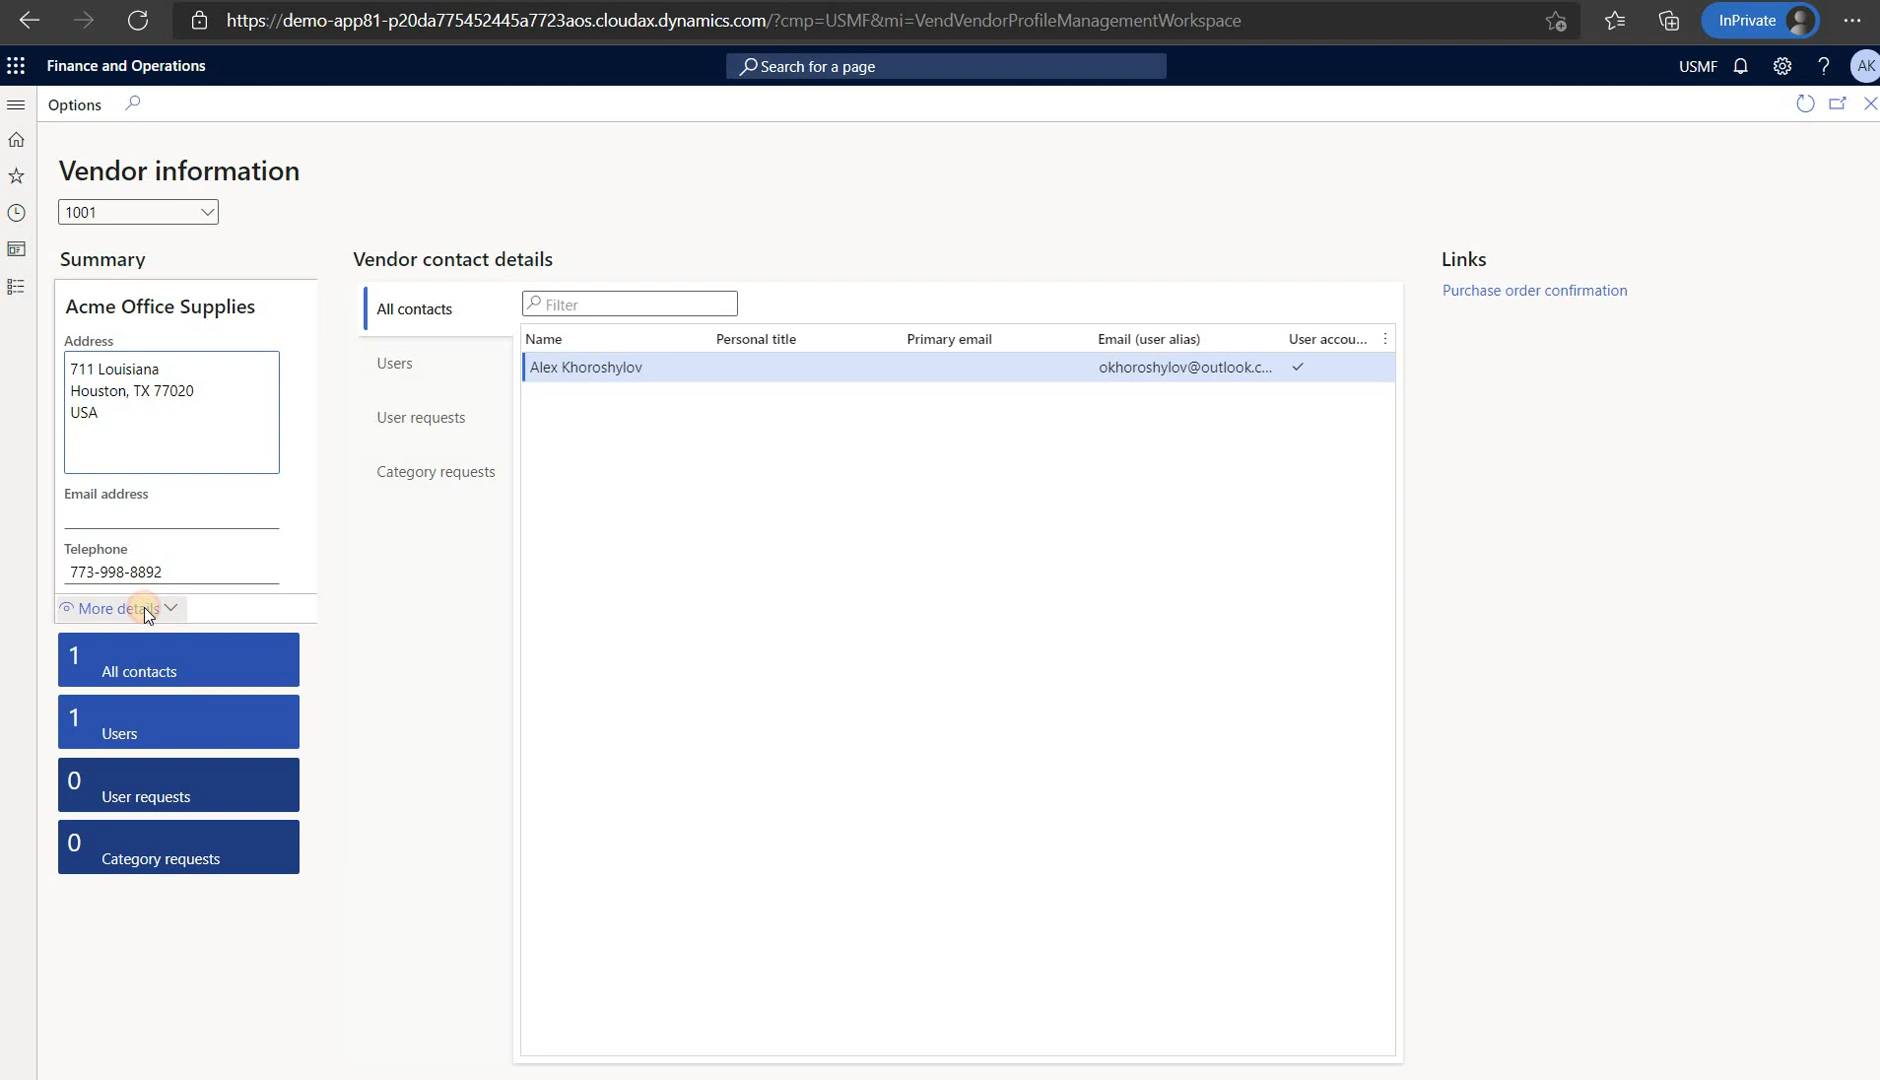 https://demo-app81-p20da775452445a7723aos.cloudax.dynamics.com/?cmp=USMF&mi=VendVendorProfileManagementWorkspace
InPrivate
Finance and Operations
Search for a page
USMF
?
AK
Options
Vendor information
1001
Summary
Acme Office Supplies
Address
711 Louisiana
Houston, TX 77020
USA
Email address
Telephone
773-998-8892
More details
1
All contacts
1
Users
0
User requests
0
Category requests
Vendor contact details
All contacts
Users
User requests
Category requests
Filter
Name Personal title Primary email Email (user alias) User accou...
Alex Khoroshylov okhoroshylov@outlook.c...
Links
Purchase order confirmation